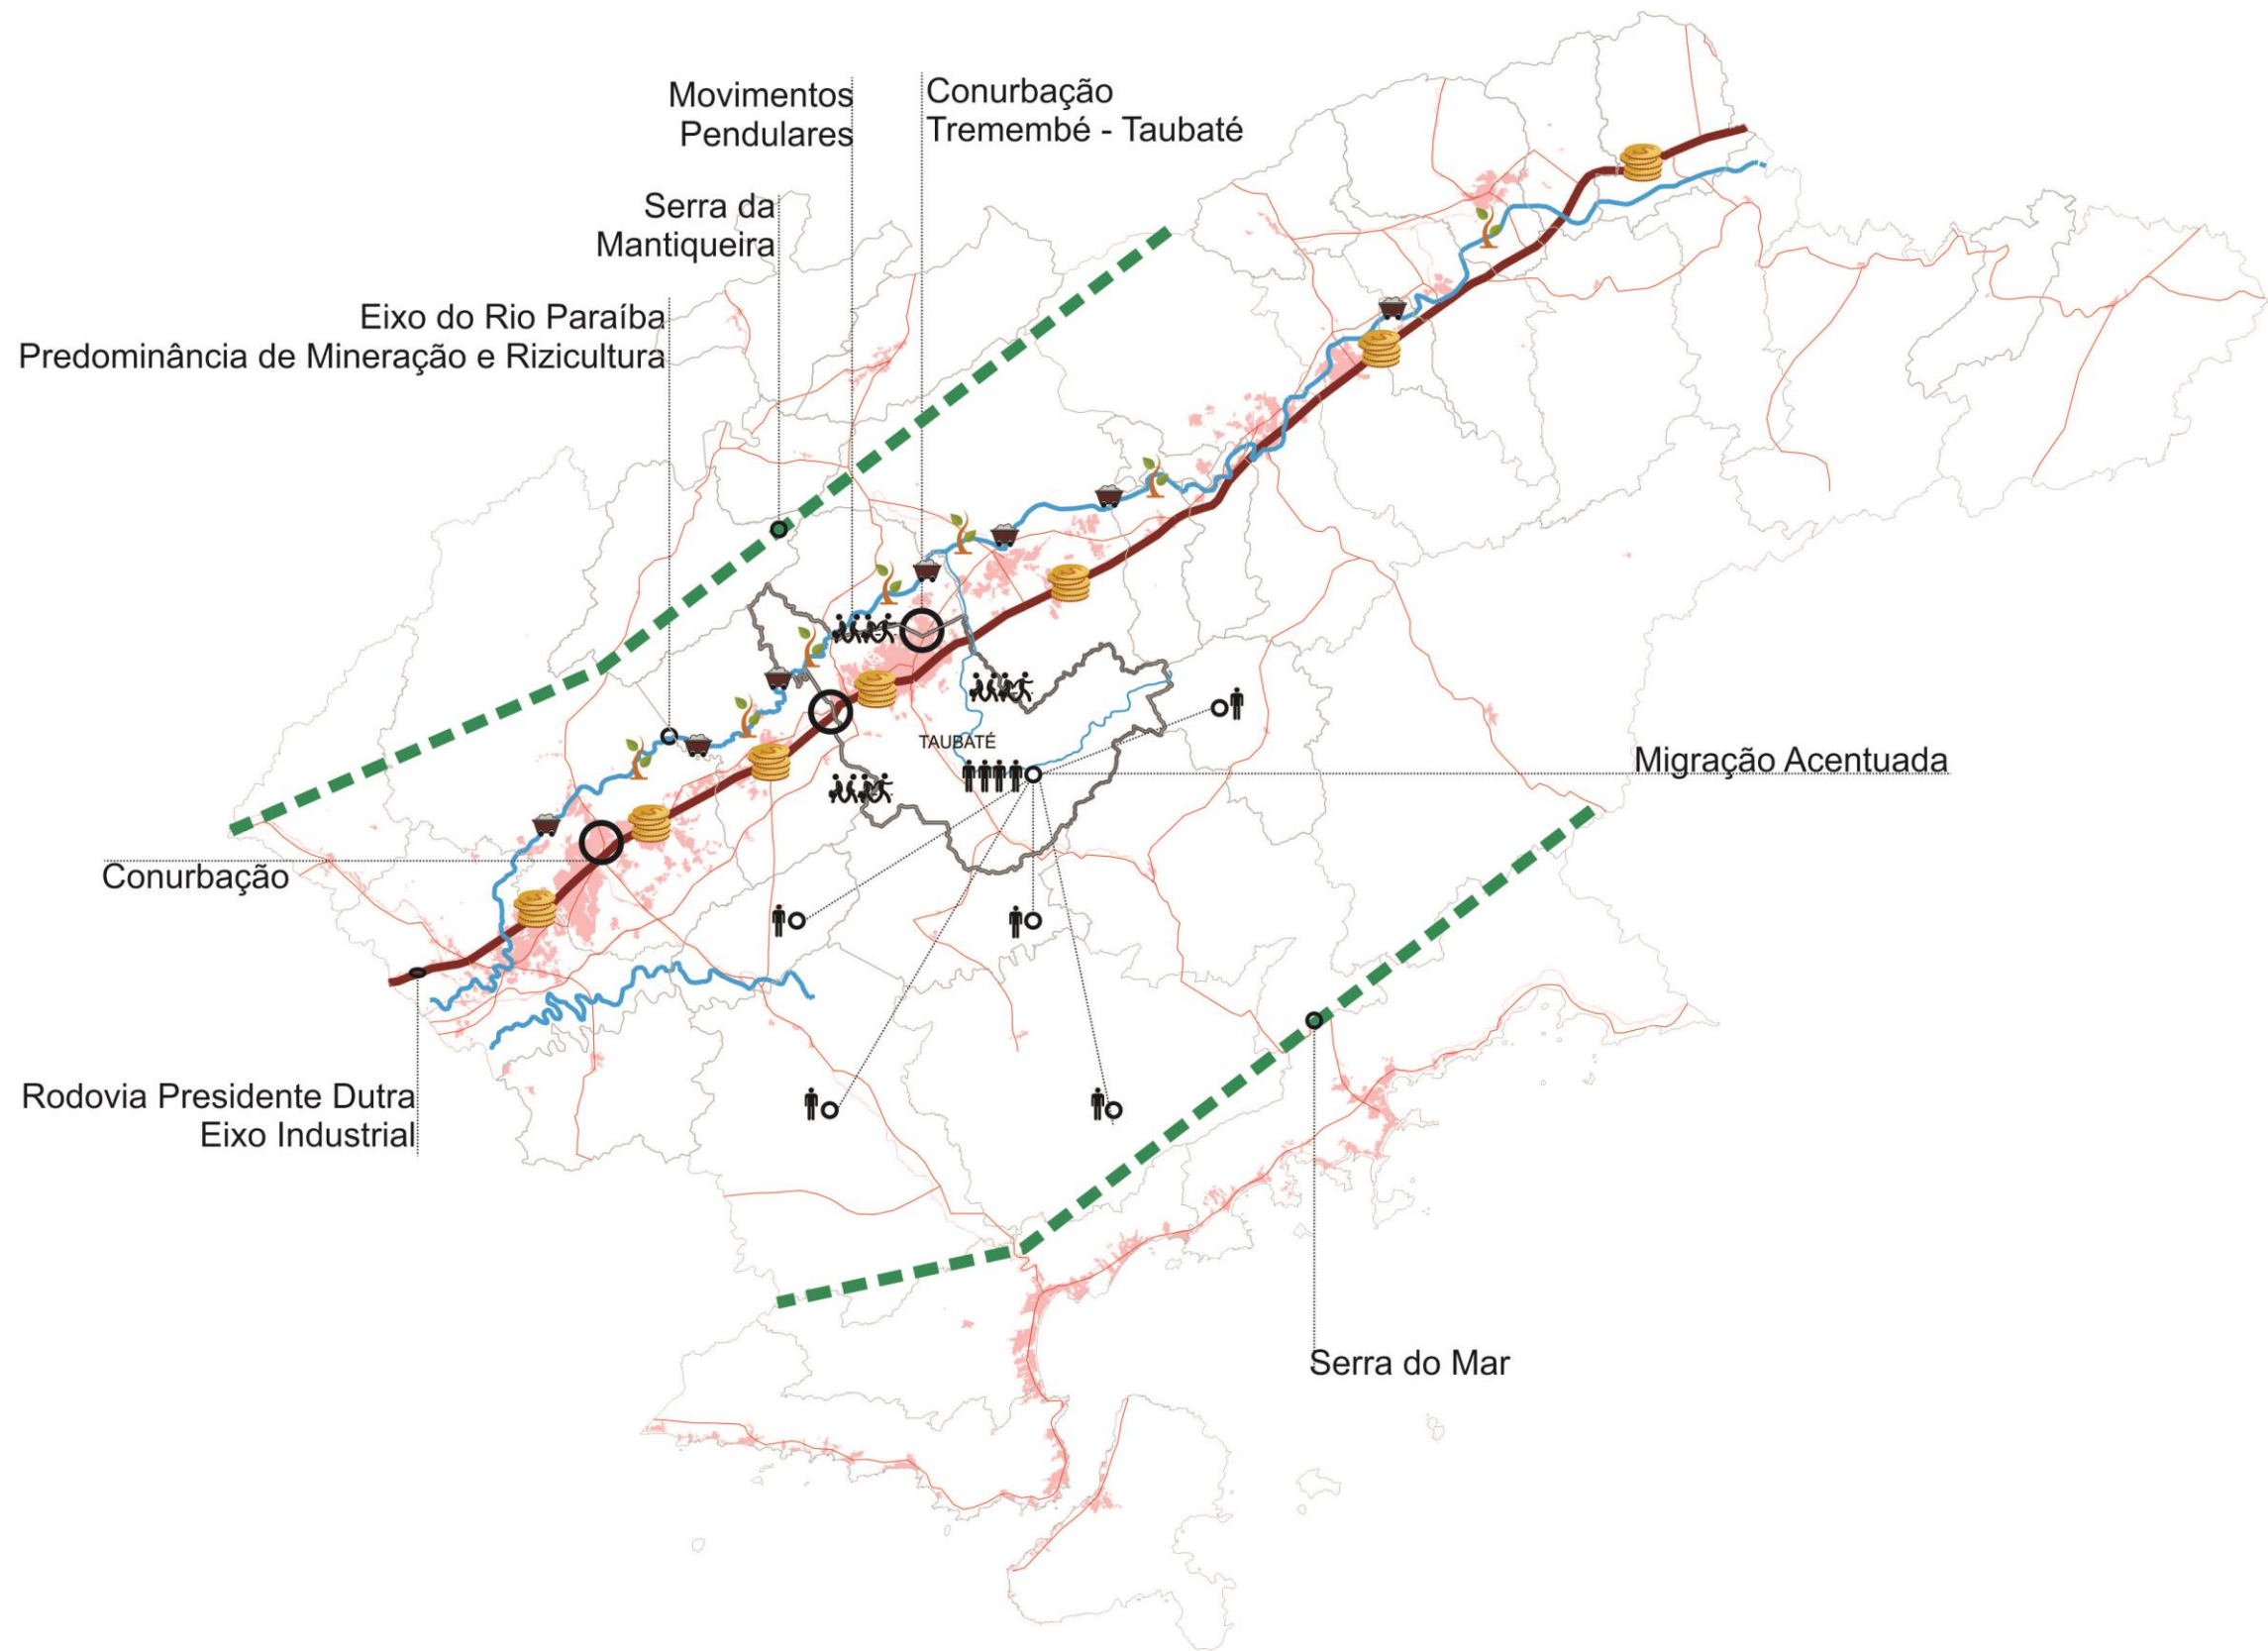 Movimentos
Pendulares
Conurbação
Tremembé - Taubaté
Serra da
Mantiqueira
Eixo do Rio Paraíba
Predominância de Mineração e Rizicultura
TAUBATÉ
Migração Acentuada
Conurbação
Rodovia Presidente Dutra
Eixo Industrial
Serra do Mar